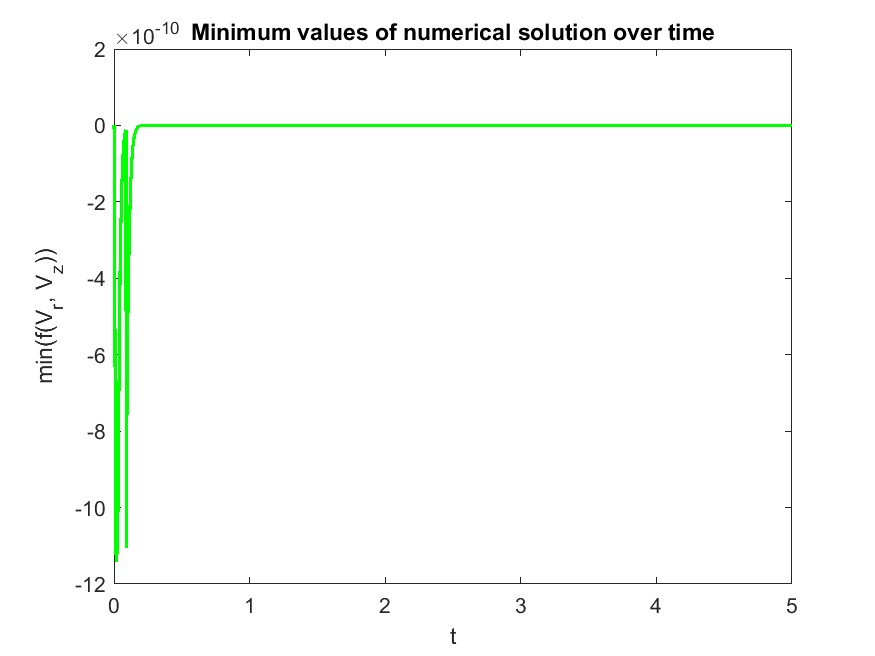 ×10⁻¹⁰ Minimum values of numerical solution over time
2
0
-2
-4
-6
-8
-10
-12
min(f(V_r, V_z))
0 1 2 3 4 5
t